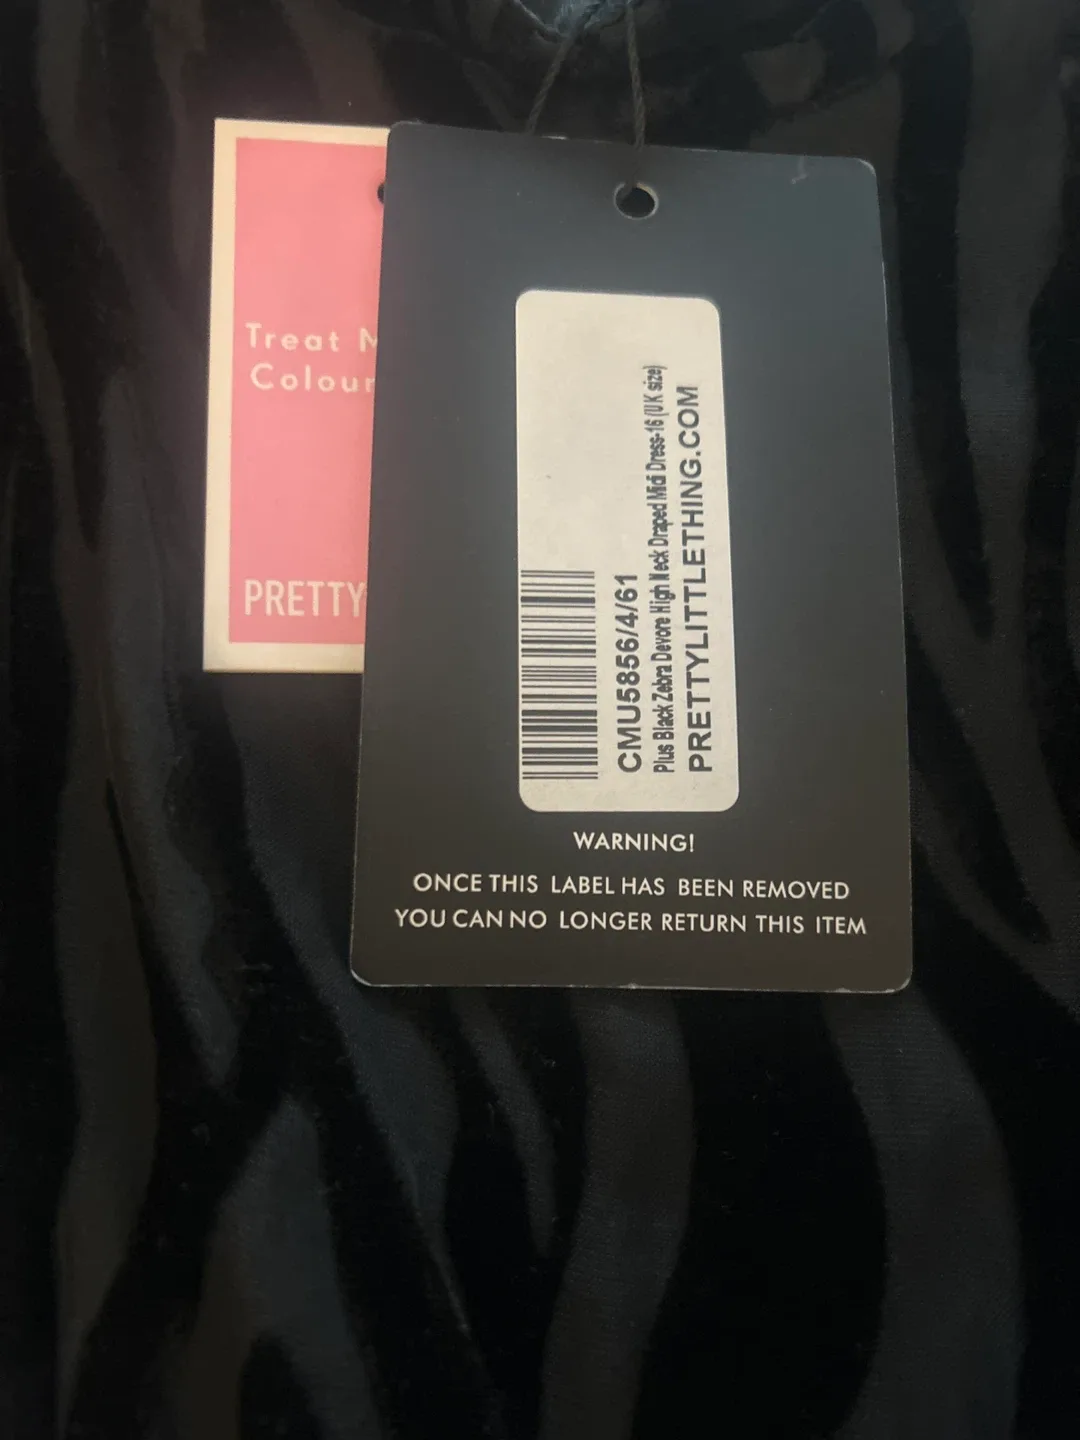 Treat
Colour
PRETTY
CMU5856/4/61
Plus Black Zebra Devore High Neck Draped Midi Dress-16 (UK size)
PRETTYLITTLETHING.COM
WARNING!
ONCE THIS LABEL HAS BEEN REMOVED
YOU CAN NO LONGER RETURN THIS ITEM